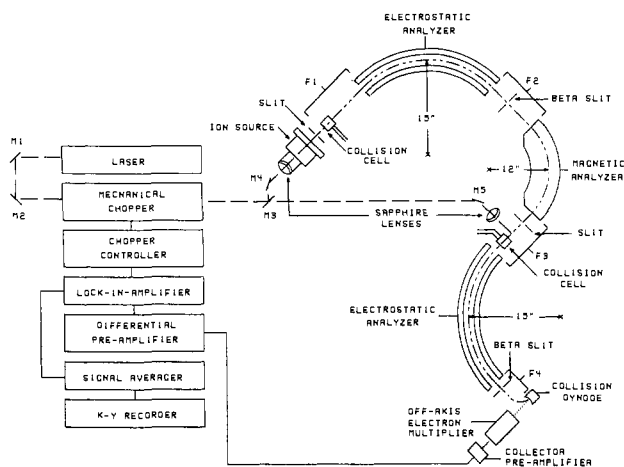 ELECTROSTATIC
ANALYZER
F1
F2
SLIT
BETA SLIT
ION SOURCE
15"
COLLISION
CELL
M1
LASER
M4
12"
MAGNETIC
ANALYZER
M2
MECHANICAL
CHOPPER
M3
M5
SAPPHIRE
LENSES
SLIT
CHOPPER
CONTROLLER
F3
COLLISION
CELL
LOCK-IN-AMPLIFIER
ELECTROSTATIC
ANALYZER
15"
DIFFERENTIAL
PRE-AMPLIFIER
BETA SLIT
F4
SIGNAL AVERAGER
COLLISION
DYNODE
X-Y RECORDER
OFF-AXIS
ELECTRON
MULTIPLIER
COLLECTOR
PRE-AMPLIFIER